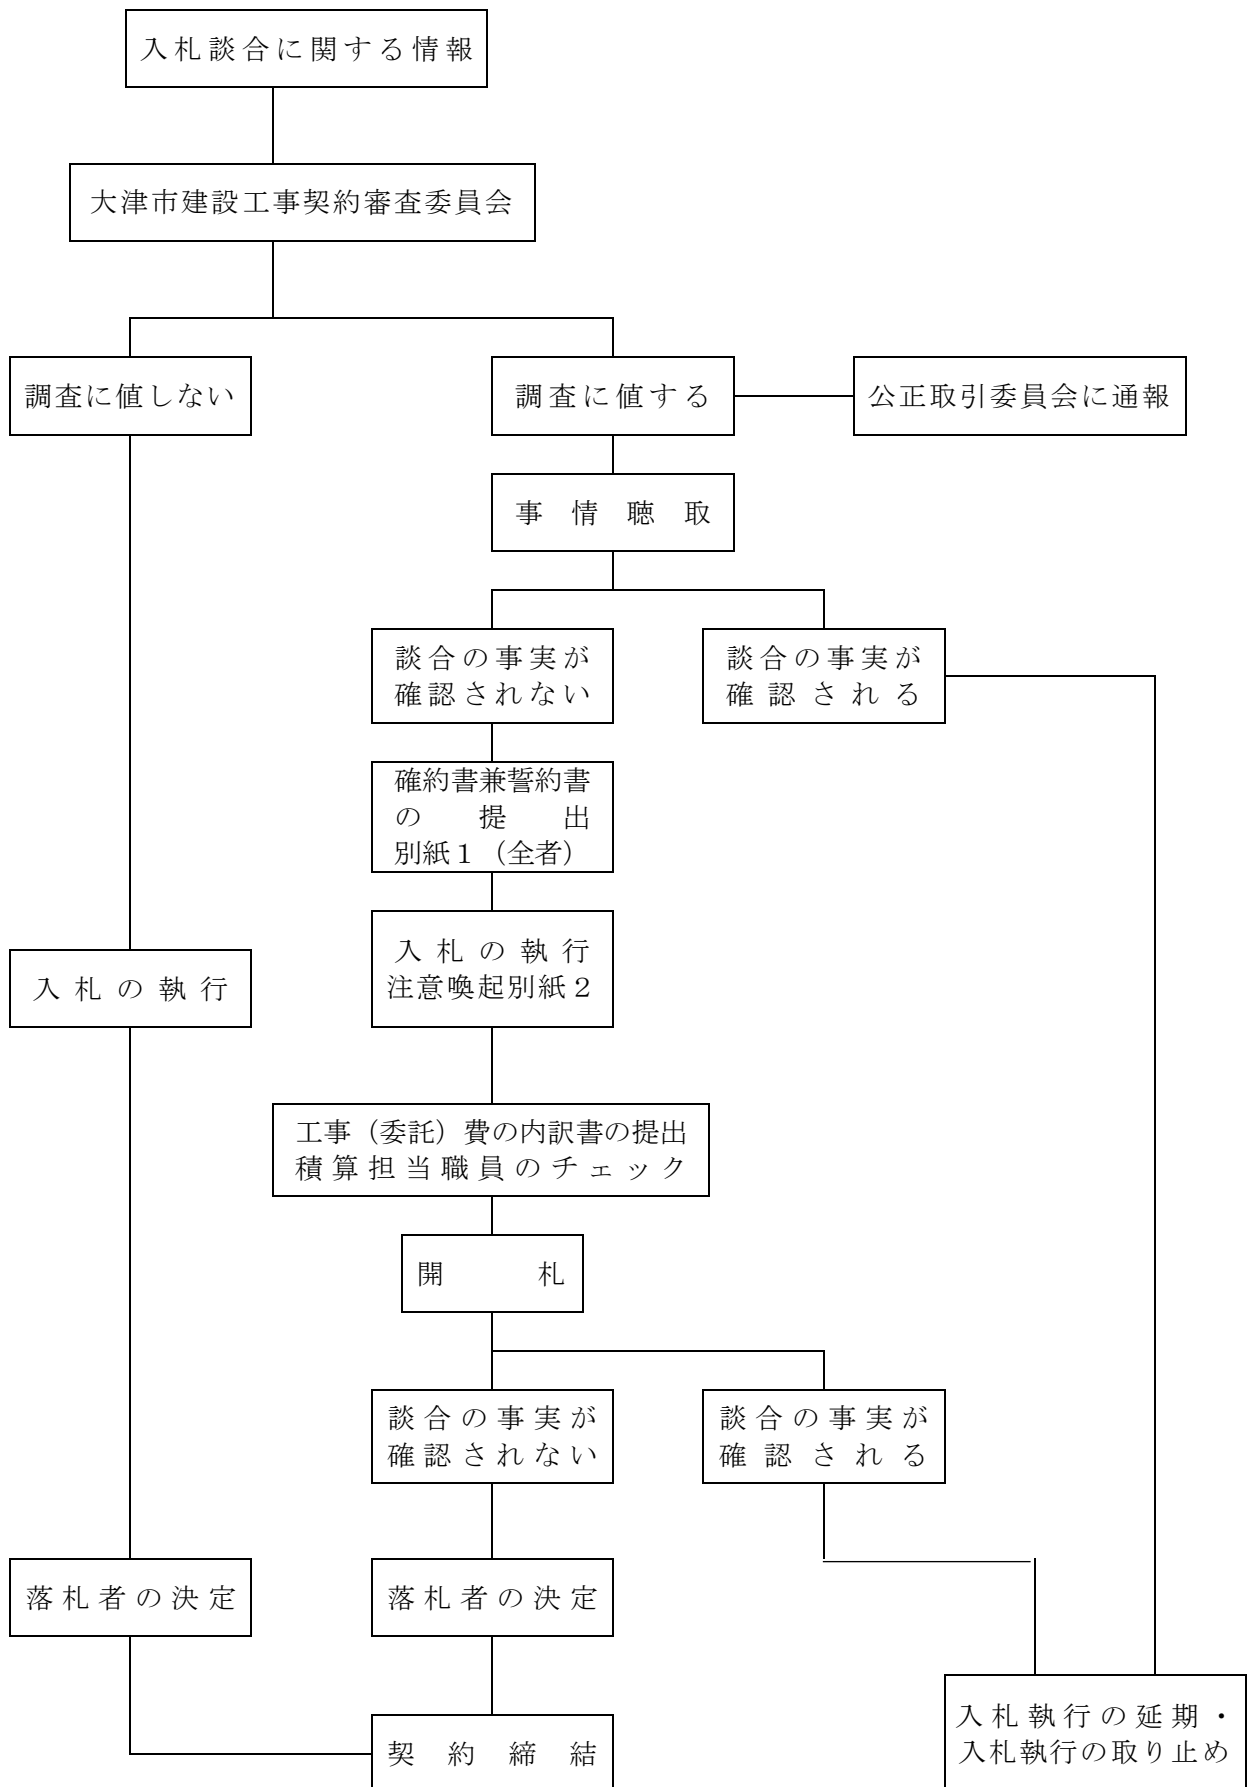 入札談合に関する情報
大津市建設工事契約審査委員会
調査に値しない
調査に値する
公正取引委員会に通報
事情聴取
談合の事実が
確認されない
談合の事実が
確認される
確約書兼誓約書
の提出
別紙1（全者）
入札の執行
注意喚起別紙2
入札の執行
工事（委託）費の内訳書の提出
積算担当職員のチェック
開札
談合の事実が
確認されない
談合の事実が
確認される
落札者の決定
落札者の決定
入札執行の延期・
入札執行の取り止め
契約締結